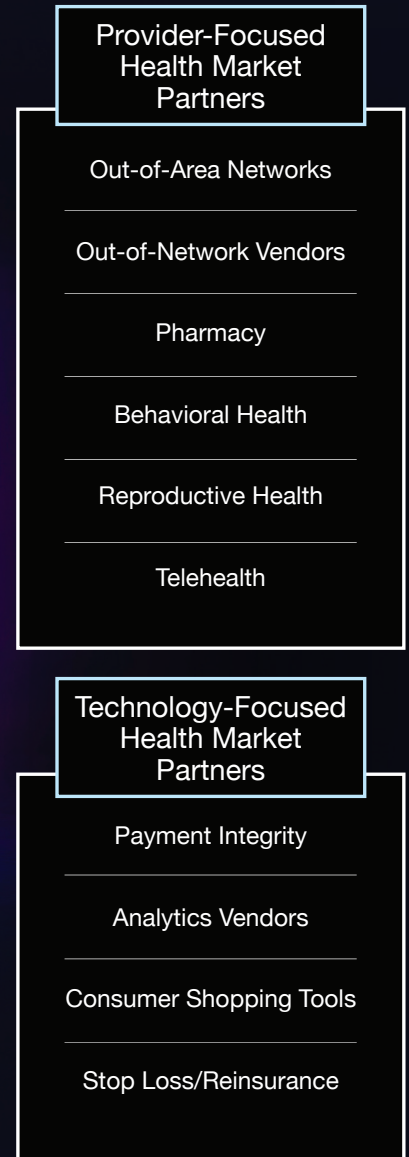 Provider-Focused
Health Market
Partners
Out-of-Area Networks
Out-of-Network Vendors
Pharmacy
Behavioral Health
Reproductive Health
Telehealth
Technology-Focused
Health Market
Partners
Payment Integrity
Analytics Vendors
Consumer Shopping Tools
Stop Loss/Reinsurance